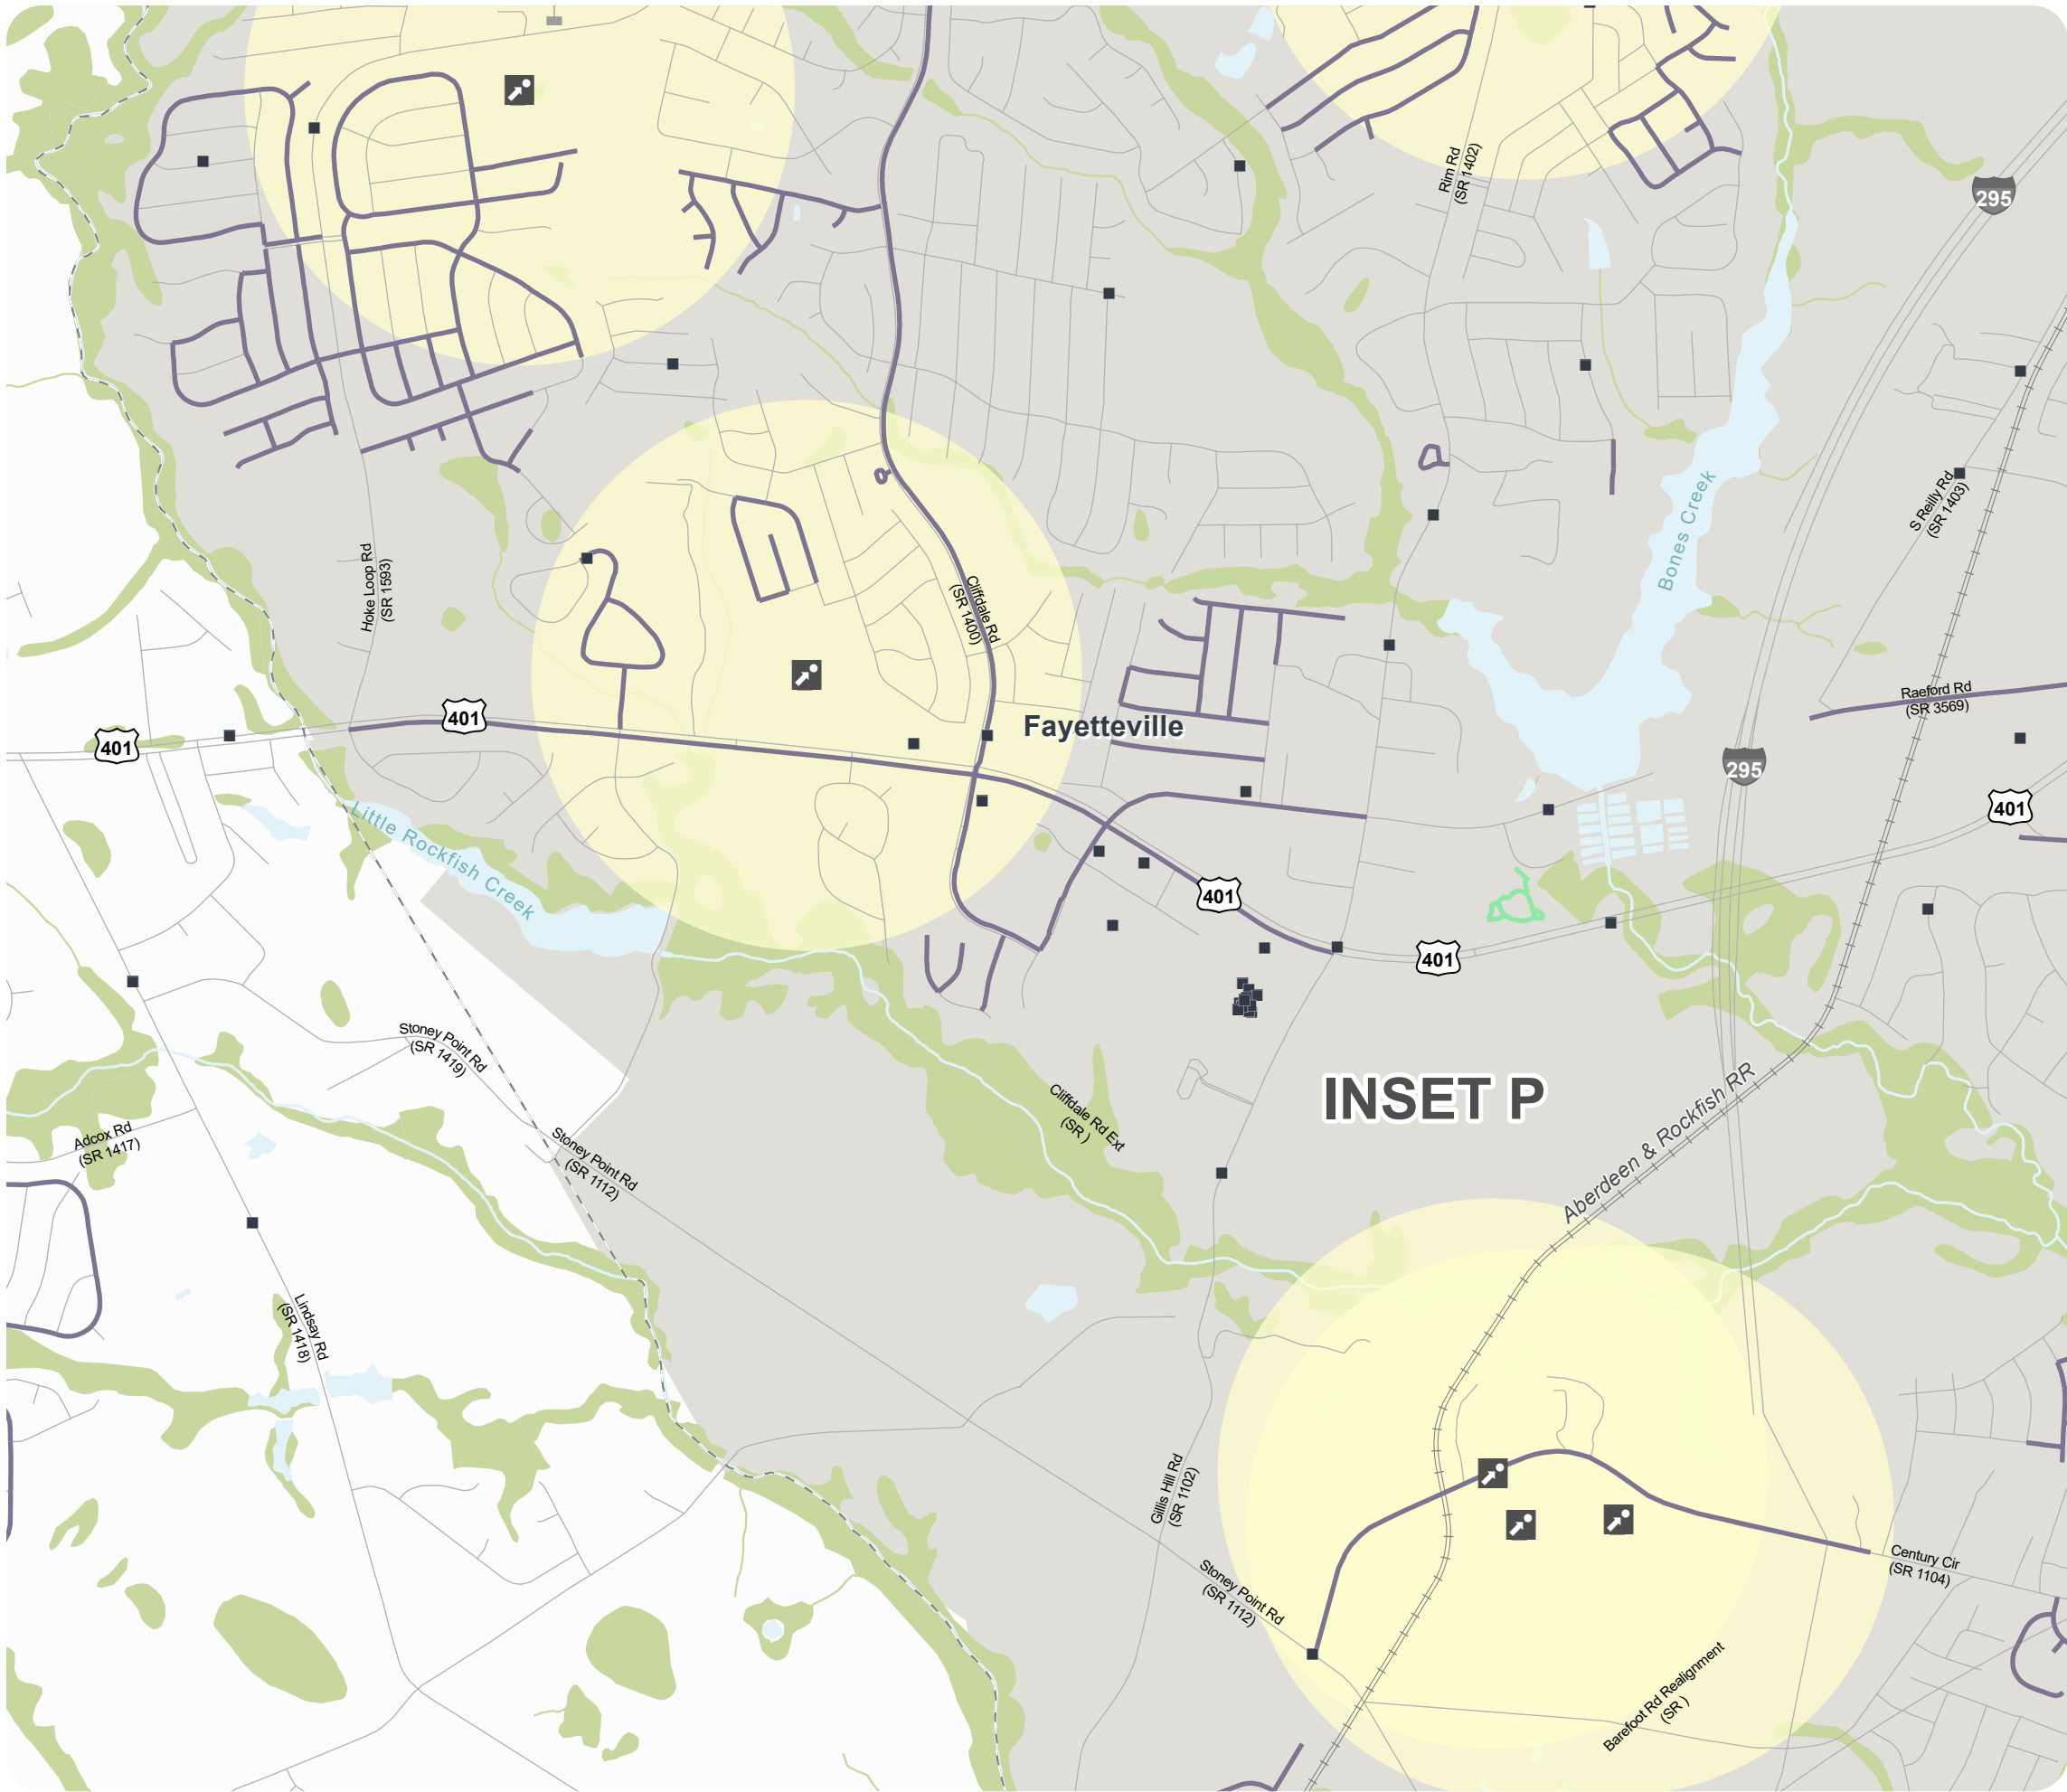 Rim Rd
(SR 1402)
295
S Reilly Rd
(SR 1403)
Bones Creek
Hoke Loop Rd
(SR 1593)
Cliffdale Rd
(SR 1400)
Raeford Rd
(SR 3569)
401
401
Fayetteville
295
401
Little Rockfish Creek
401
401
Stoney Point Rd
(SR 1419)
INSET P
Cliffdale Rd Ext
(SR )
Aberdeen & Rockfish RR
Adcox Rd
(SR 1417)
Stoney Point Rd
(SR 1112)
Lindsay Rd
(SR 1418)
Gillis Hill Rd
(SR 1102)
Century Cir
(SR 1104)
Stoney Point Rd
(SR 1112)
Barefoot Rd Realignment
(SR )